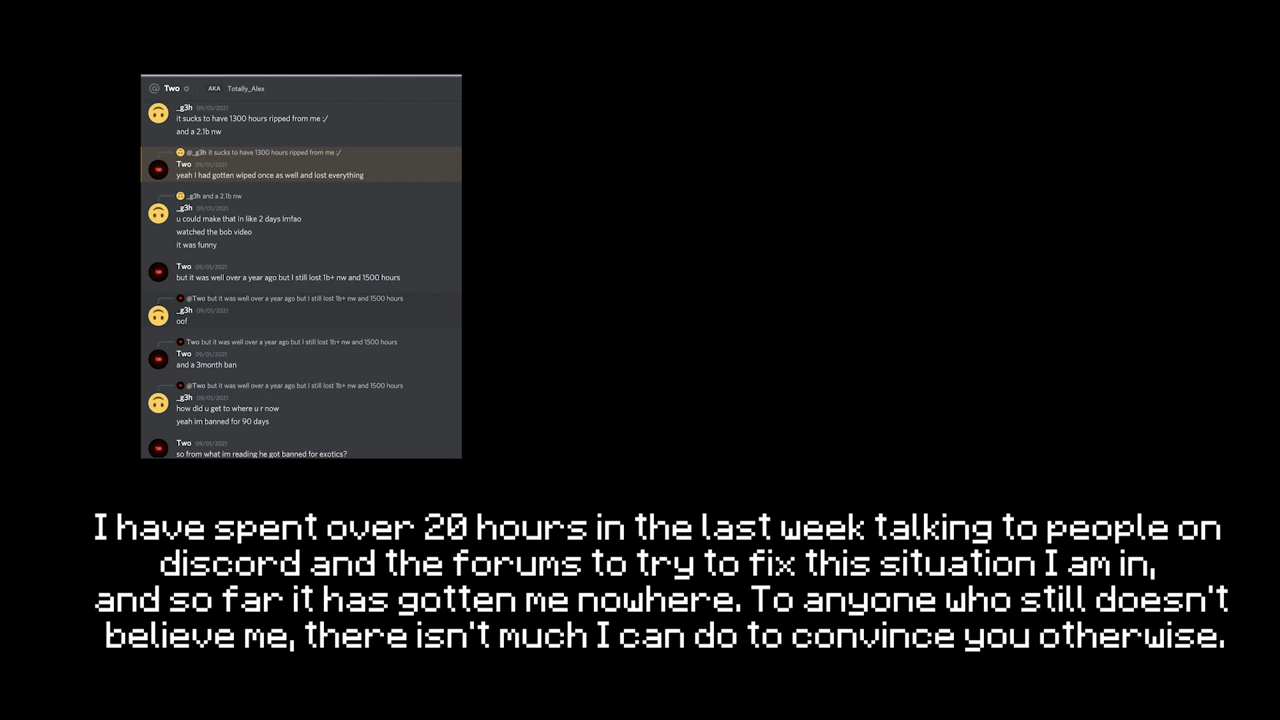 @ Two AKA Totally_Alex
_g3h 09/01/2021
it sucks to have 1300 hours ripped from me :/
and a 2.1b nw
@_g3h it sucks to have 1300 hours ripped from me :/
Two 09/01/2021
yeah I had gotten wiped once as well and lost everything
_g3h and a 2.1b nw
_g3h 09/01/2021
u could make that in like 2 days lmfao
watched the bob video
it was funny
Two 09/01/2021
but it was well over a year ago but I still lost 1b+ nw and 1500 hours
@Two but it was well over a year ago but I still lost 1b+ nw and 1500 hours
_g3h 09/01/2021
oof
Two but it was well over a year ago but I still lost 1b+ nw and 1500 hours
Two 09/01/2021
and a 3month ban
@Two but it was well over a year ago but I still lost 1b+ nw and 1500 hours
_g3h 09/01/2021
how did u get to where u r now
yeah im banned for 90 days
Two 09/01/2021
so from what im reading he got banned for exotics?
I have spent over 20 hours in the last week talking to people on
discord and the forums to try to fix this situation I am in,
and so far it has gotten me nowhere. To anyone who still doesn't
believe me, there isn't much I can do to convince you otherwise.